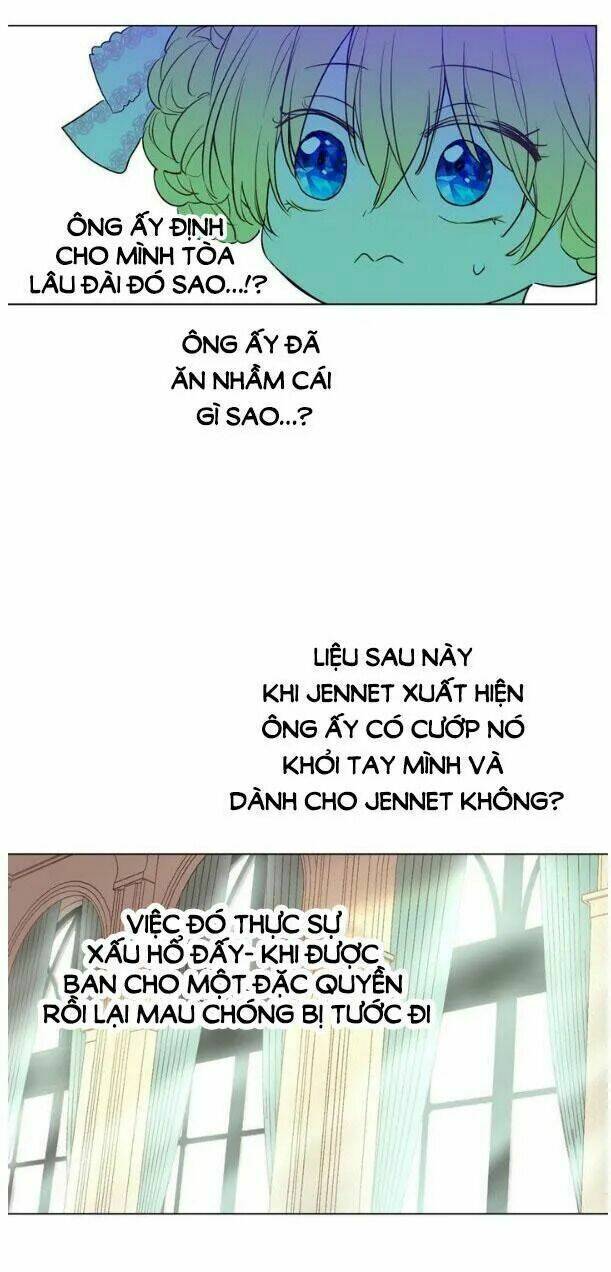 ÔNG ẤY ĐỊNH
CHO MÌNH TÒA
LÂU ĐÀI ĐÓ SAO...!?
ÔNG ẤY ĐÃ
ĂN NHẦM CÁI
GÌ SAO...?
LIỆU SAU NÀY
KHI JENNET XUẤT HIỆN
ÔNG ẤY CÓ CƯỚP NÓ
KHỎI TAY MÌNH VÀ
DÀNH CHO JENNET KHÔNG?
VIỆC ĐÓ THỰC SỰ
XẤU HỔ ĐẤY- KHI ĐƯỢC
BAN CHO MỘT ĐẶC QUYỀN
RỒI LẠI MAU CHÓNG BỊ TƯỚC ĐI